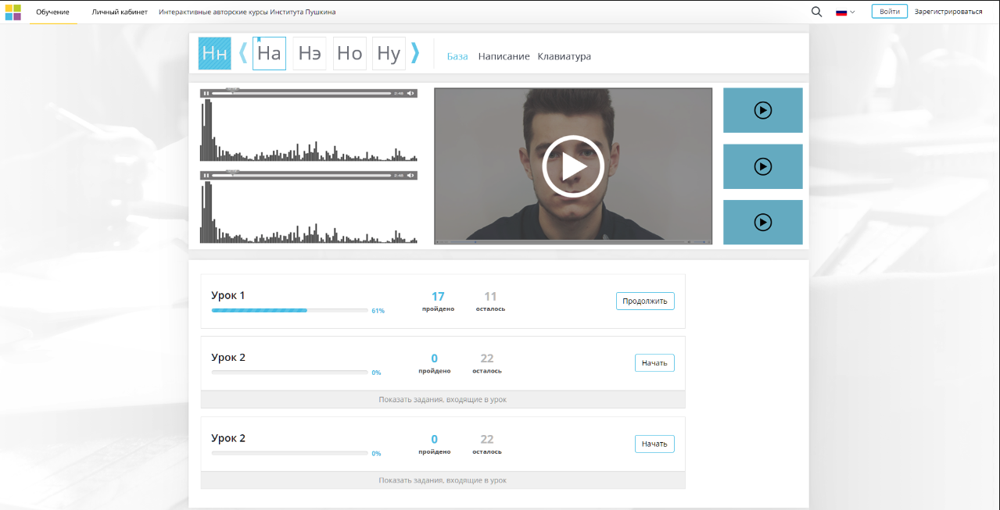 Обучение Личный кабинет Интерактивные авторские курсы Института Пушкина Войти Зарегистрироваться
Нн На Нэ Но Ну База Написание Клавиатура
2:48
2:48
Урок 1 17 11 Продолжить
61% пройдено осталось
Урок 2 0 22 Начать
0% пройдено осталось
Показать задания, входящие в урок
Урок 2 0 22 Начать
0% пройдено осталось
Показать задания, входящие в урок